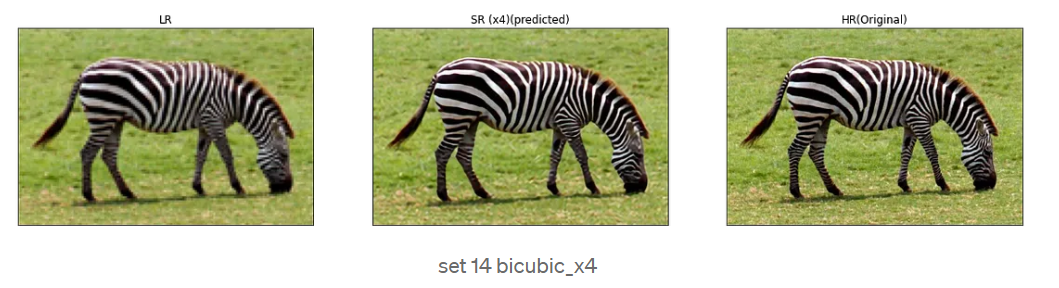 LR
SR (x4)(predicted)
HR(Original)
set 14 bicubic_x4